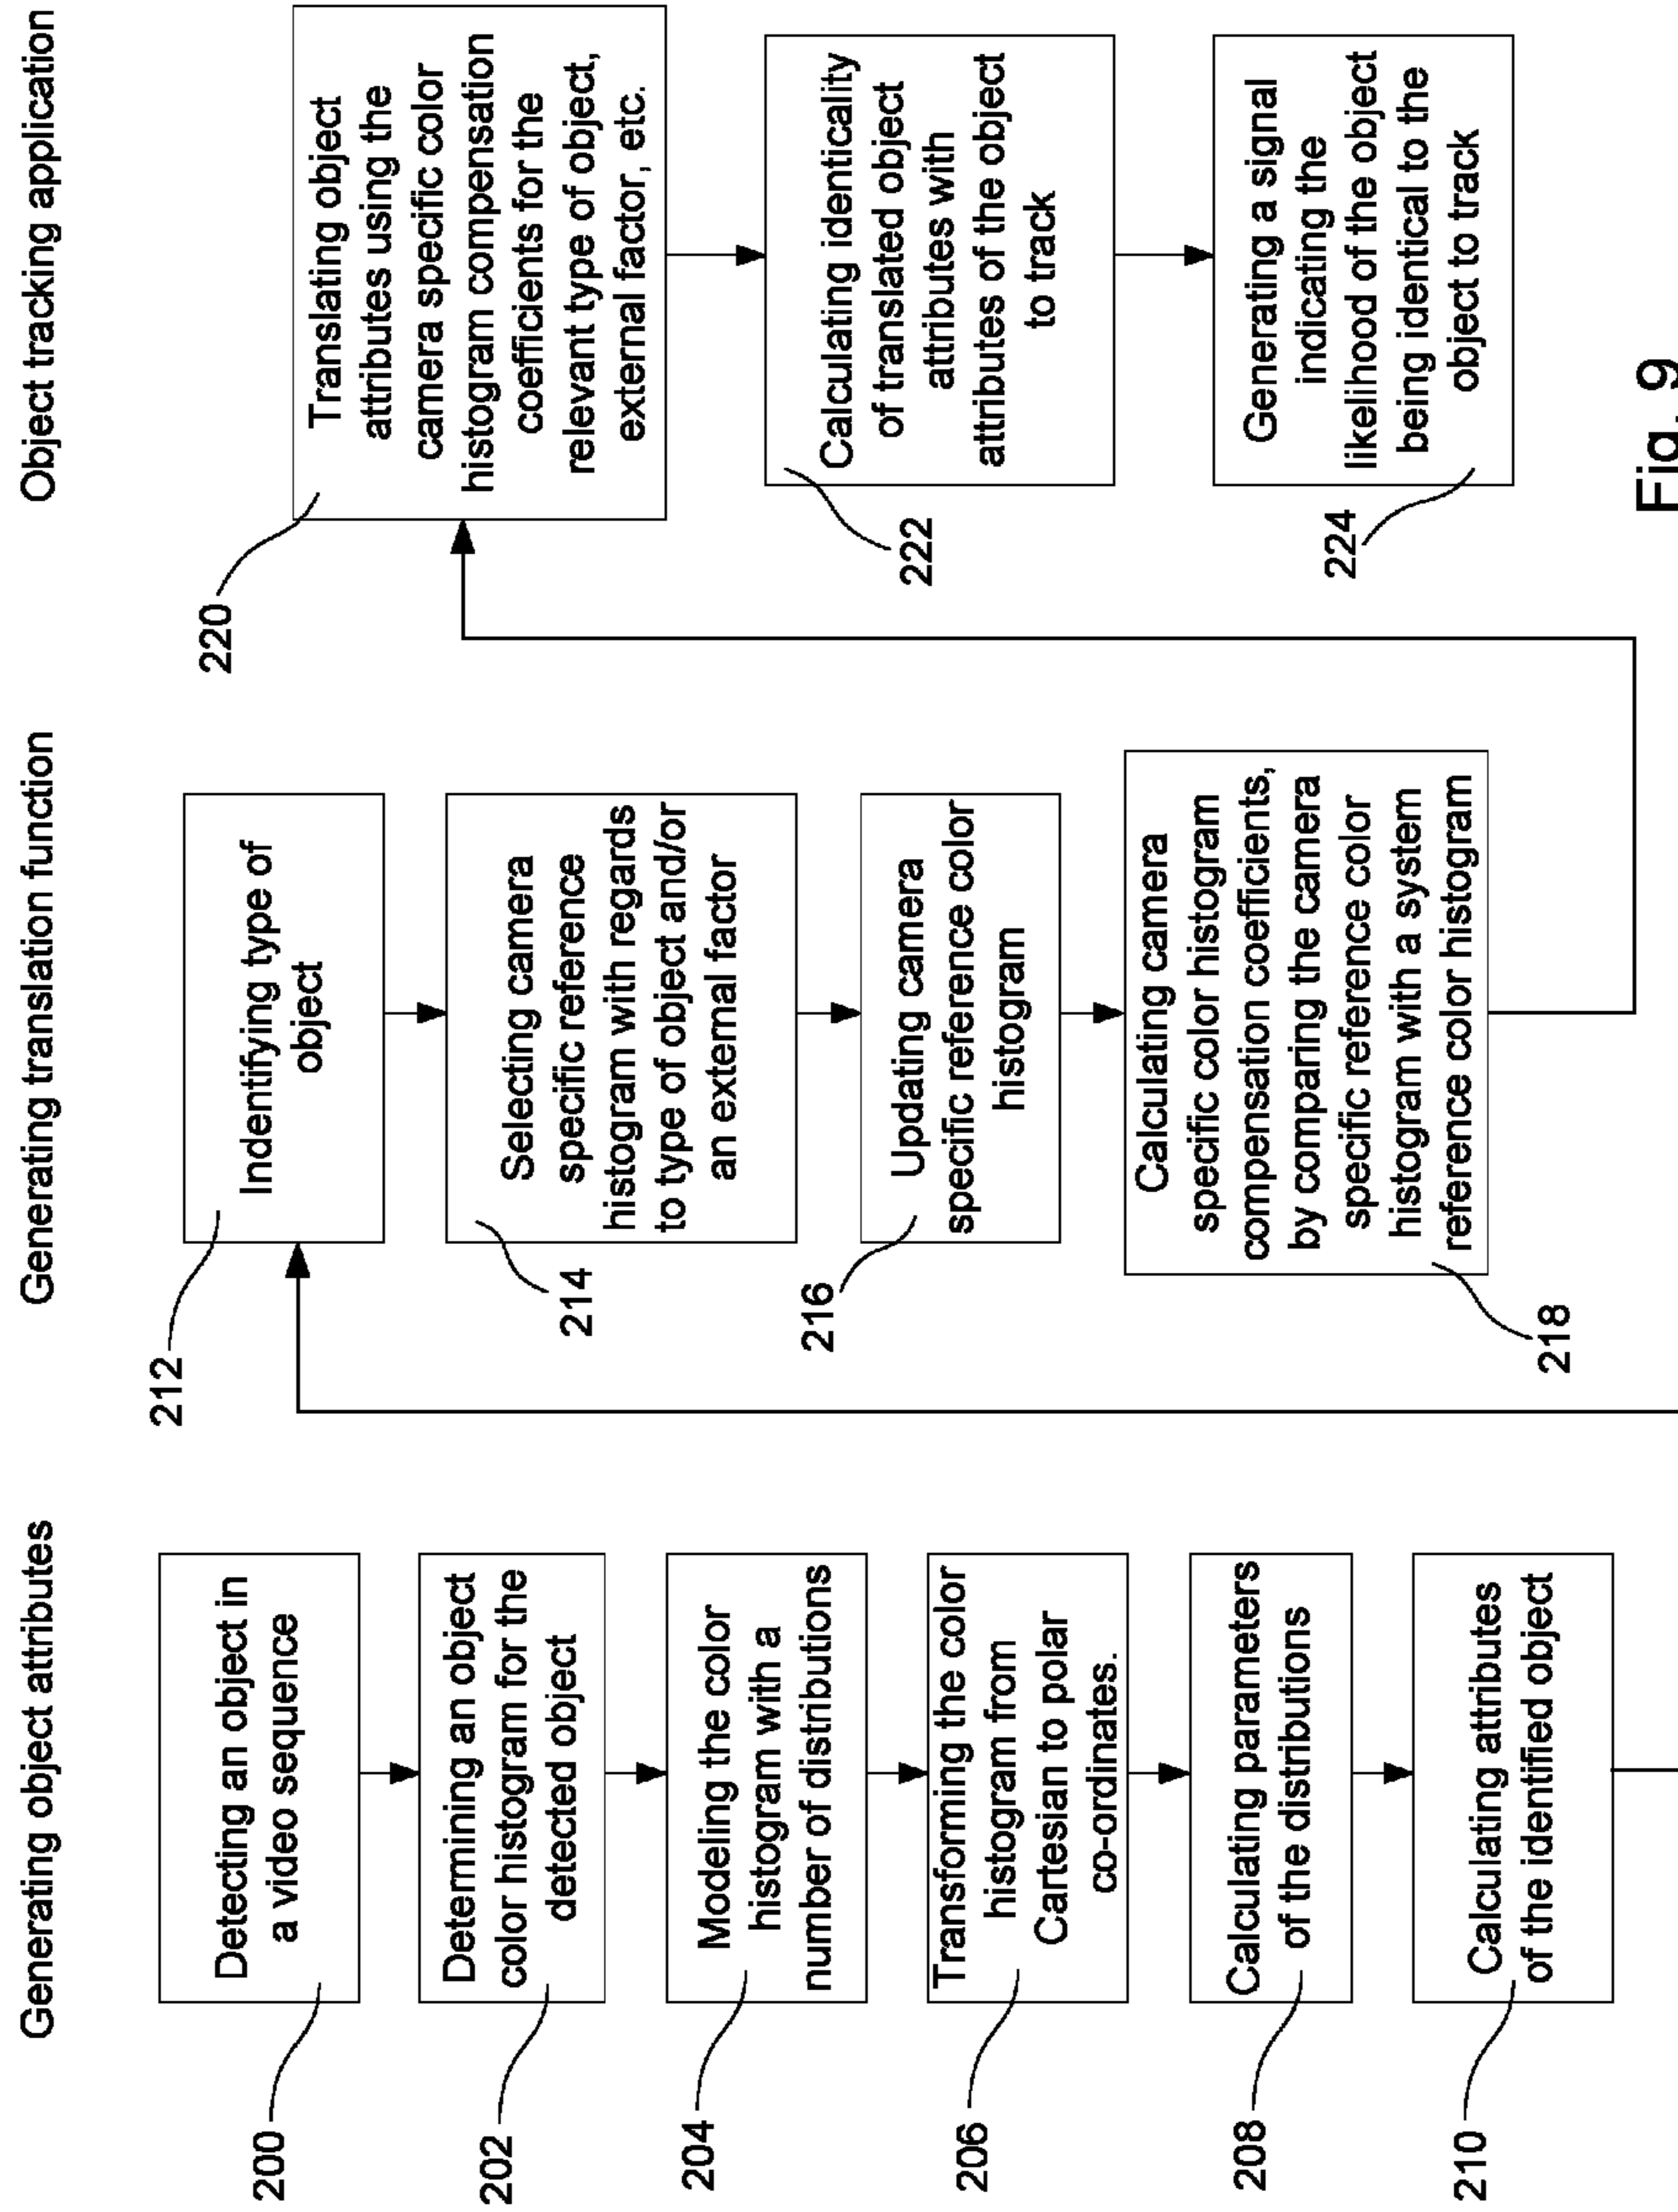 Generating object attributes
200
Detecting an object in
a video sequence
202
Determining an object
color histogram for the
detected object
204
Modeling the color
histogram with a
number of distributions
206
Transforming the color
histogram from
Cartesian to polar
co-ordinates.
208
Calculating parameters
of the distributions
210
Calculating attributes
of the identified object
Generating translation function
212
Indentifying type of
object
214
Selecting camera
specific reference
histogram with regards
to type of object and/or
an external factor
216
Updating camera
specific reference color
histogram
218
Calculating camera
specific color histogram
compensation coefficients,
by comparing the camera
specific reference color
histogram with a system
reference color histogram
Object tracking application
220
Translating object
attributes using the
camera specific color
histogram compensation
coefficients for the
relevant type of object,
external factor, etc.
222
Calculating identicality
of translated object
attributes with
attributes of the object
to track
224
Generating a signal
indicating the
likelihood of the object
being identical to the
object to track
Fig. 9